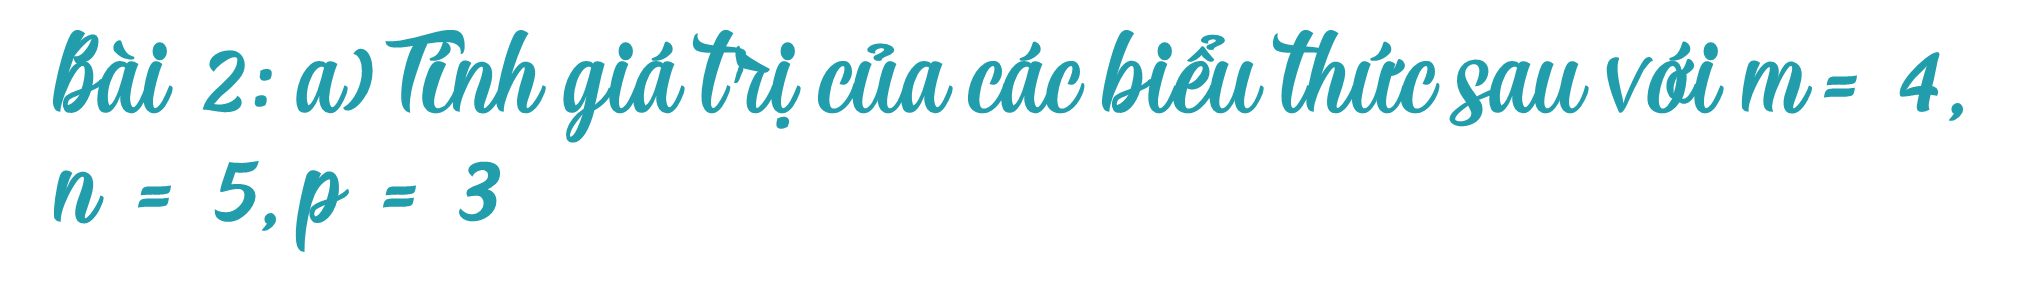 Bài 2: a) Tính giá trị của các biểu thức sau với m = 4,
n = 5, p = 3